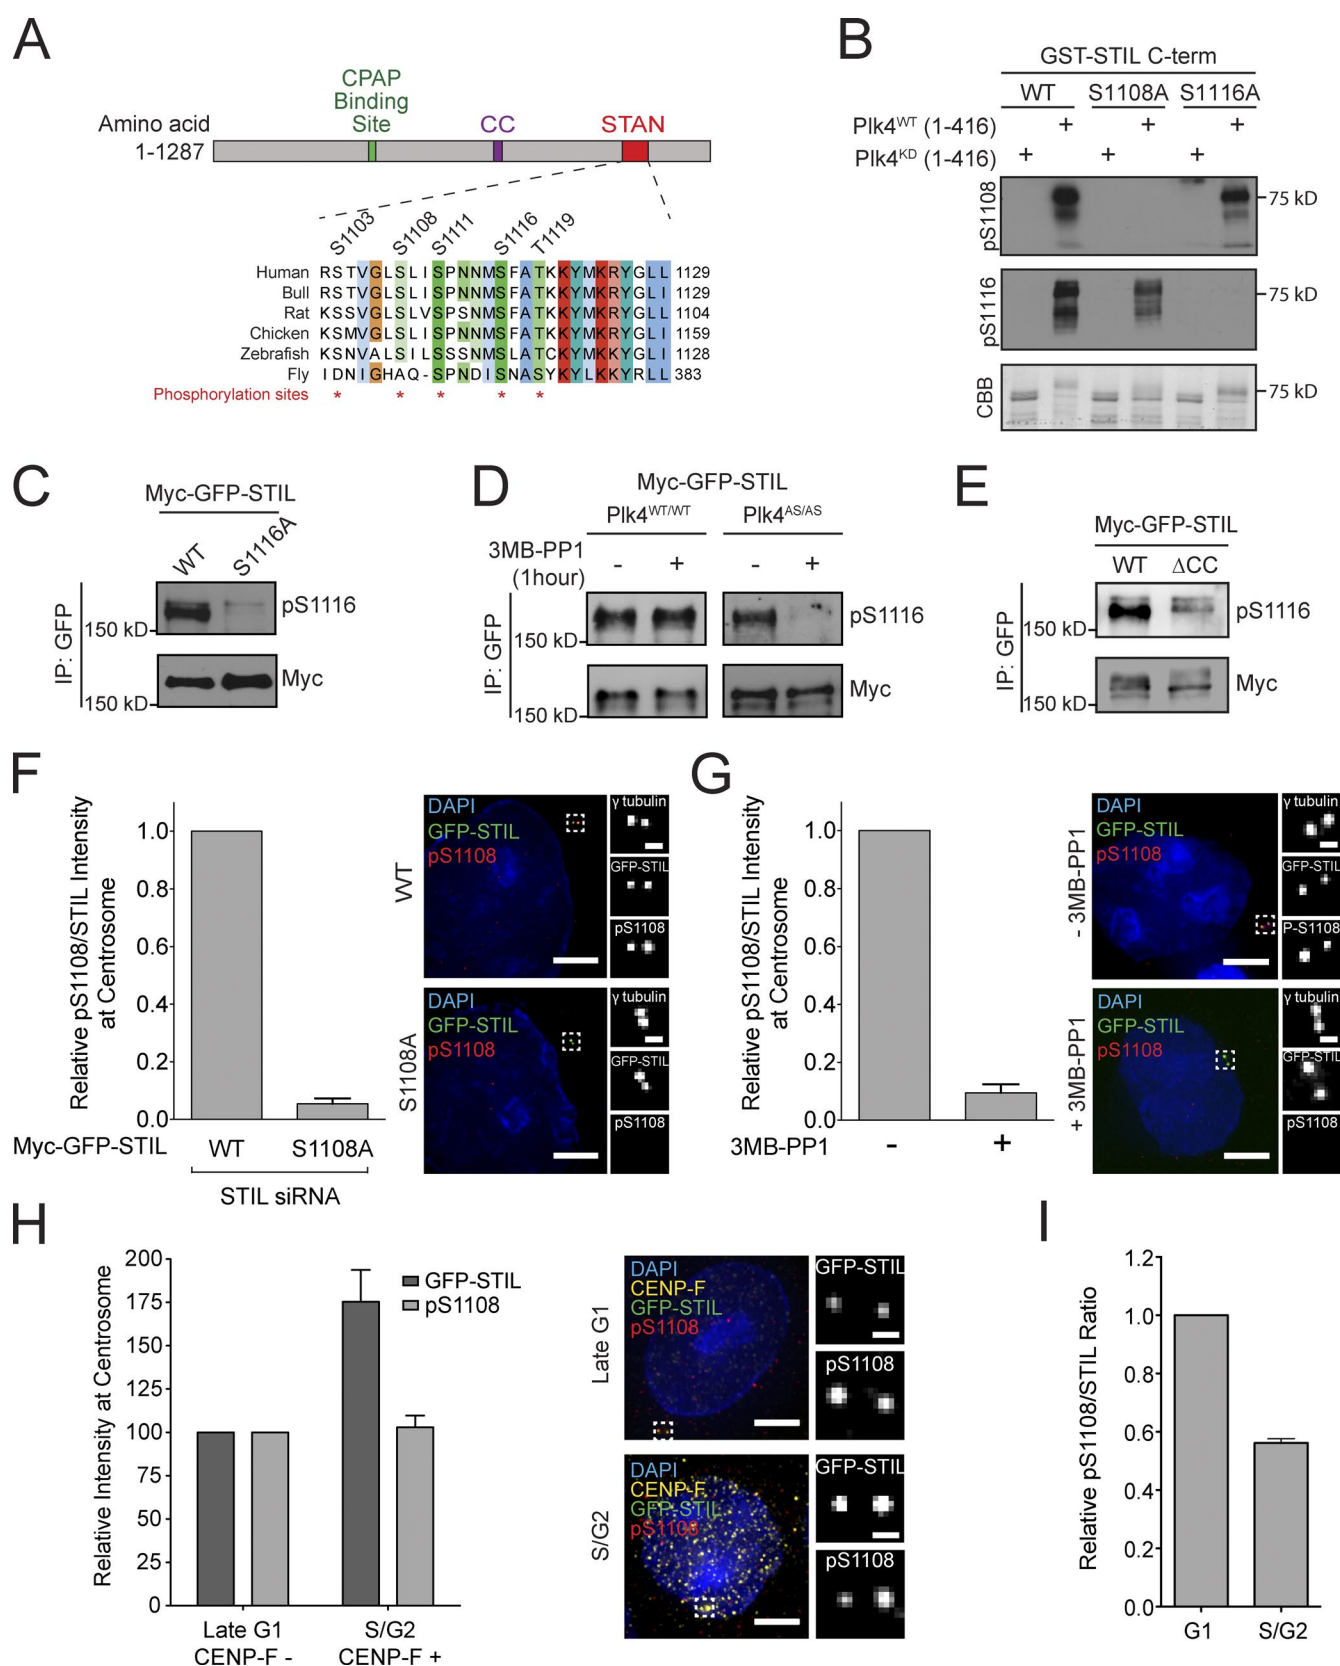 A
CPAP
Binding
Site
CC
STAN
Amino acid
1-1287
S1103
S1108
S1111
S1116
T1119
Human RSTVGLSLISPNNMSFATKKYMKRYGLL 1129
Bull RSTVGLSLISPNNMSFATKKYMKRYGLI 1129
Rat KSSVGLSLVSPSNMSFATKKYMKRYGLL 1104
Chicken KSMVGLSLISPNNMSFATKKYMKRYGLL 1159
Zebrafish KSNVALSILSSSNMSLATCKYMKKYGLI 1128
Fly IDNIGHAQ-SPNDISNASYKYLKKYRLL 383
Phosphorylation sites * * * * *
B
GST-STIL C-term
WT S1108A S1116A
Plk4WT (1-416) + + +
Plk4KD (1-416) + + +
pS1108
75 kD
pS1116
75 kD
CBB
75 kD
C
Myc-GFP-STIL
WT
S1116A
IP: GFP
pS1116
150 kD
Myc
150 kD
D
Myc-GFP-STIL
Plk4WT/WT Plk4AS/AS
3MB-PP1
(1hour)
- + - +
IP: GFP
pS1116
150 kD
Myc
150 kD
E
Myc-GFP-STIL
WT ΔCC
IP: GFP
pS1116
150 kD
Myc
150 kD
F
Relative pS1108/STIL Intensity
at Centrosome
1.0
0.8
0.6
0.4
0.2
0.0
Myc-GFP-STIL WT S1108A
STIL siRNA
WT
DAPI
GFP-STIL
pS1108
γ tubulin
GFP-STIL
pS1108
S1108A
DAPI
GFP-STIL
pS1108
γ tubulin
GFP-STIL
pS1108
G
Relative pS1108/STIL Intensity
at Centrosome
1.0
0.8
0.6
0.4
0.2
0.0
3MB-PP1 - +
- 3MB-PP1
DAPI
GFP-STIL
pS1108
γ tubulin
GFP-STIL
P-S1108
+ 3MB-PP1
DAPI
GFP-STIL
pS1108
γ tubulin
GFP-STIL
pS1108
H
Relative Intensity at Centrosome
200
175
150
125
100
75
50
25
0
GFP-STIL
pS1108
Late G1 S/G2
CENP-F - CENP-F +
Late G1
DAPI
CENP-F
GFP-STIL
pS1108
GFP-STIL
pS1108
S/G2
DAPI
CENP-F
GFP-STIL
pS1108
GFP-STIL
pS1108
I
Relative pS1108/STIL Ratio
1.2
1.0
0.8
0.6
0.4
0.2
0.0
G1 S/G2